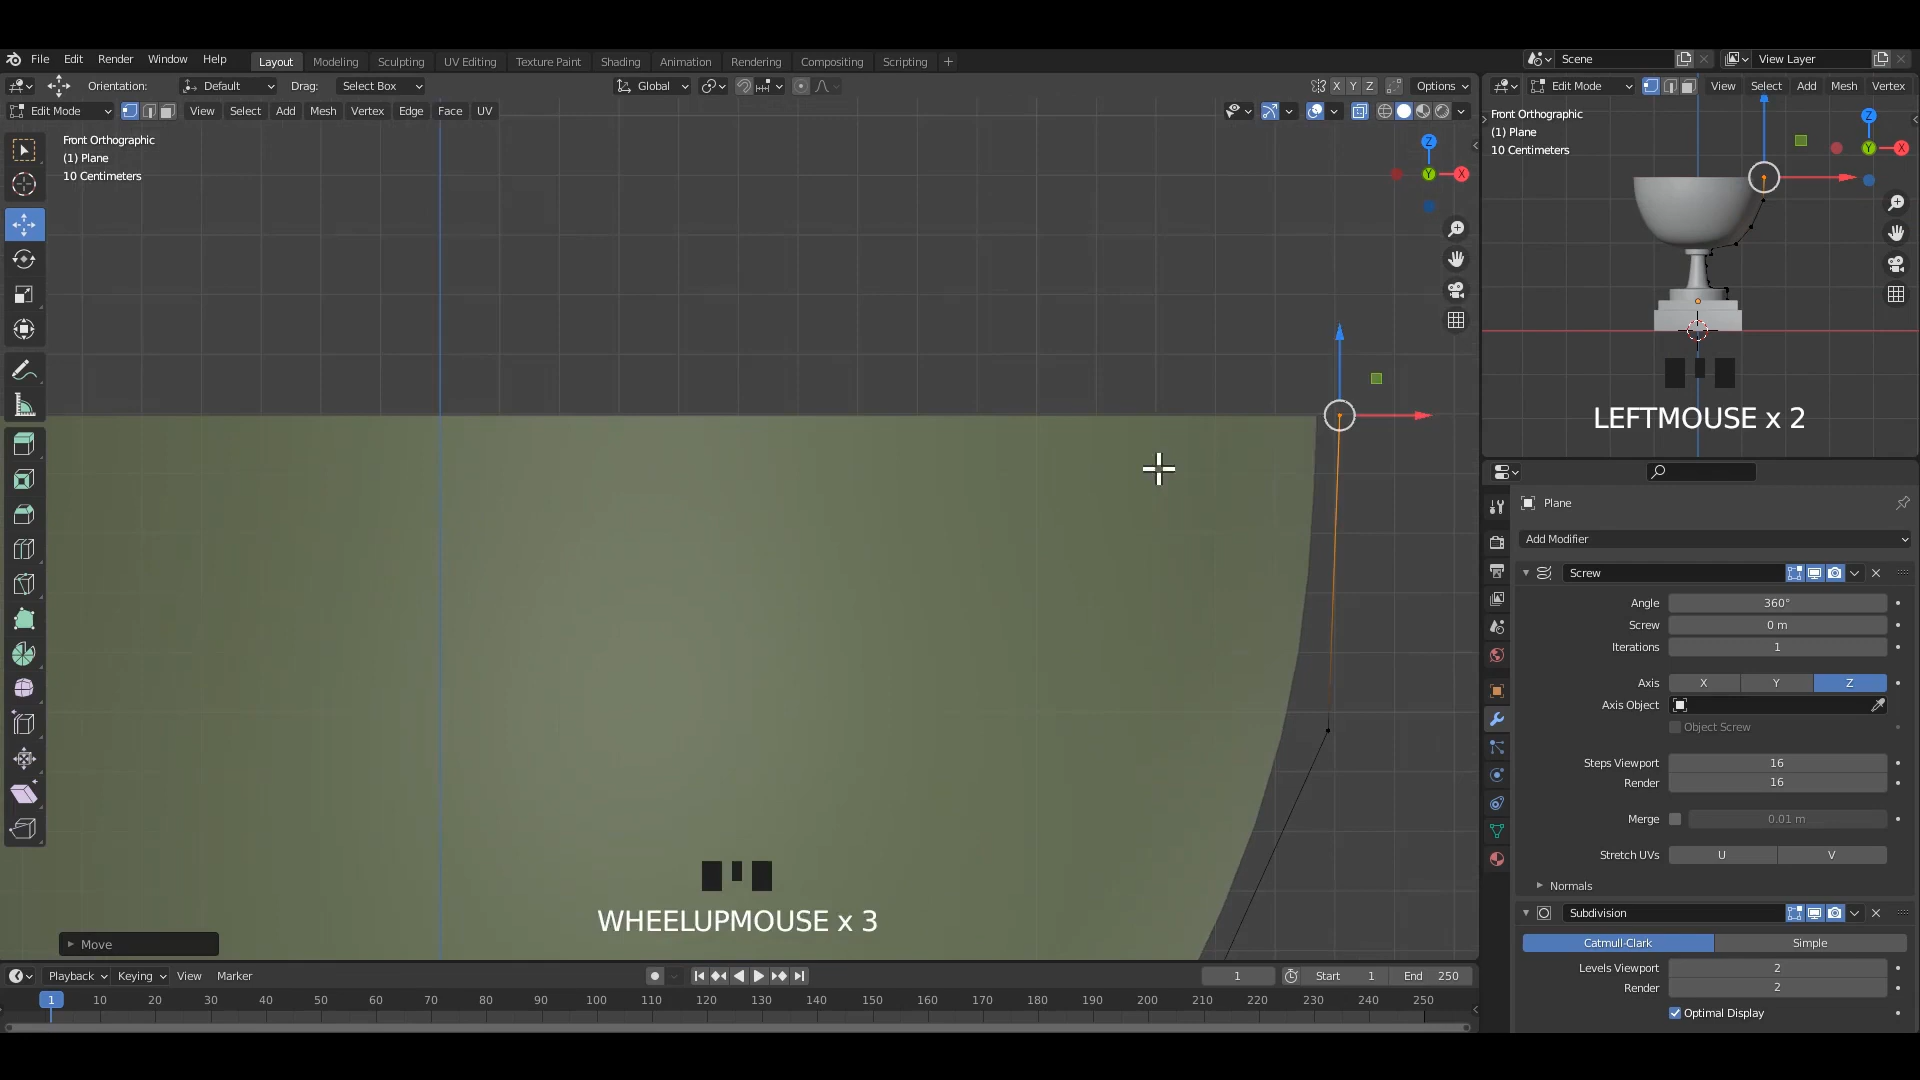 File Edit Render Window Help Layout Modeling Sculpting UV Editing Texture Paint Shading Animation Rendering Compositing Scripting + Scene View Layer
Orientation: Default Drag: Select Box Global X Y Z Options
Edit Mode View Select Add Mesh Vertex Edge Face UV
Edit Mode View Select Add Mesh Vertex
Front Orthographic
(1) Plane
10 Centimeters
Z
Y
X
Front Orthographic
(1) Plane
10 Centimeters
Z
Y
X
LEFTMOUSE x 2
WHEELUPMOUSE x 3
Move
Plane
Add Modifier
Screw
Angle 360°
Screw 0 m
Iterations 1
Axis X Y Z
Axis Object
Object Screw
Steps Viewport 16
Render 16
Merge 0.01 m
Stretch UVs U V
Normals
Subdivision
Catmull-Clark Simple
Levels Viewport 2
Render 2
Optimal Display
Playback Keying View Marker 1 Start 1 End 250
1 10 20 30 40 50 60 70 80 90 100 110 120 130 140 150 160 170 180 190 200 210 220 230 240 250